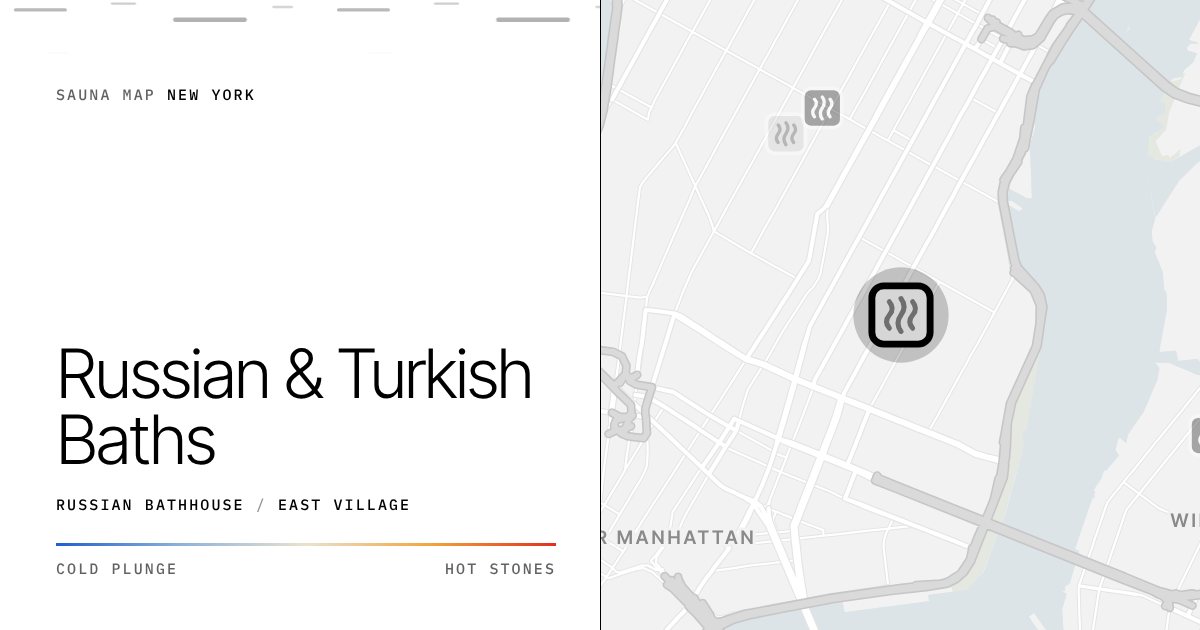 SAUNA MAP NEW YORK
Russian & Turkish
Baths
RUSSIAN BATHHOUSE / EAST VILLAGE
COLD PLUNGE
HOT STONES
MANHATTAN